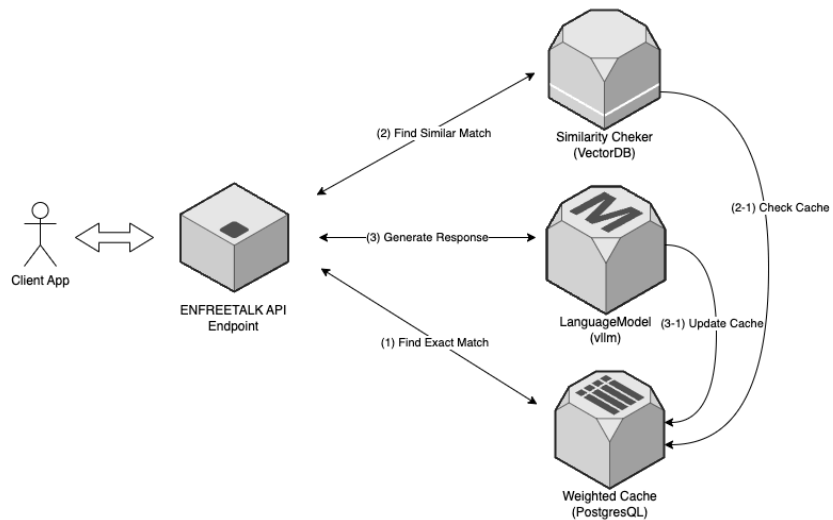 Similarity Cheker
(VectorDB)
(2) Find Similar Match
(2-1) Check Cache
Client App
(3) Generate Response
ENFREETALK API
Endpoint
LanguageModel
(vllm)
(3-1) Update Cache
(1) Find Exact Match
M
Weighted Cache
(PostgresQL)